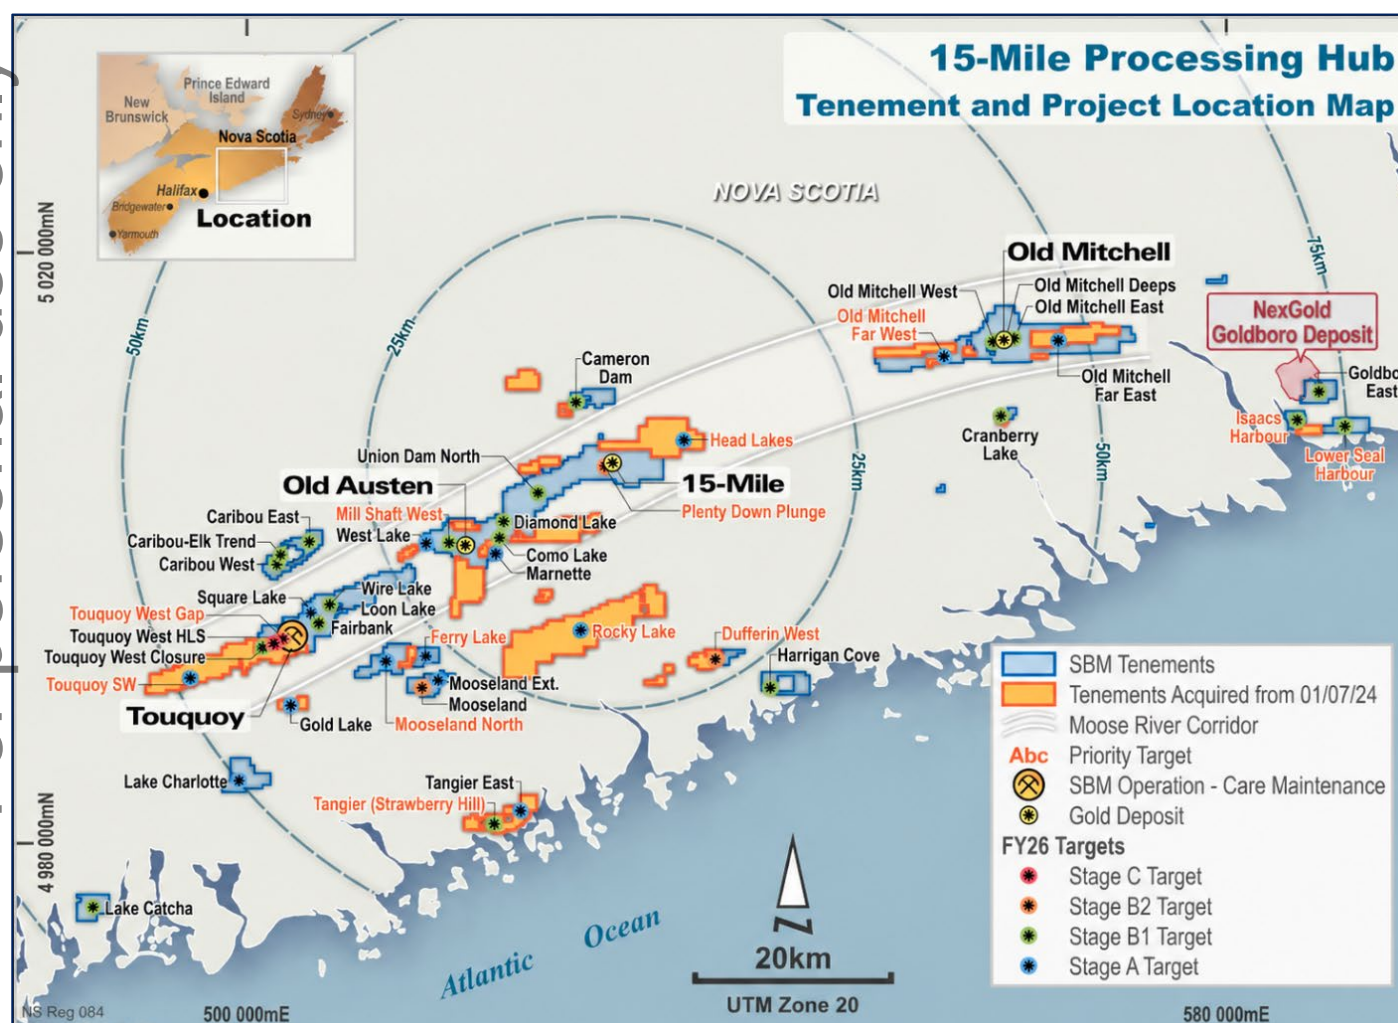 15-Mile Processing Hub
Tenement and Project Location Map
New
Brunswick
Prince Edward
Island
Sydney
Nova Scotia
Halifax
Bridgewater
Yarmouth
Location
NOVA SCOTIA
5 020 000mN
4 980 000mN
50km
25km
75km
25km
50km
Old Mitchell
Old Mitchell West
Old Mitchell Deeps
Old Mitchell East
Old Mitchell
Far West
Old Mitchell
Far East
NexGold
Goldboro Deposit
Goldbo
East
Isaacs
Harbour
Lower Seal
Harbour
Cranberry
Lake
Cameron
Dam
Head Lakes
Union Dam North
15-Mile
Plenty Down Plunge
Old Austen
Mill Shaft West
West Lake
Diamond Lake
Como Lake
Marnette
Caribou East
Caribou-Elk Trend
Caribou West
Wire Lake
Square Lake
Loon Lake
Fairbank
Touquoy West Gap
Touquoy West HLS
Touquoy West Closure
Touquoy SW
Touquoy
Ferry Lake
Rocky Lake
Dufferin West
Harrigan Cove
Mooseland Ext.
Mooseland
Mooseland North
Gold Lake
Lake Charlotte
Tangier East
Tangier (Strawberry Hill)
Lake Catcha
Atlantic Ocean
20km
UTM Zone 20
SBM Tenements
Tenements Acquired from 01/07/24
Moose River Corridor
Abc Priority Target
SBM Operation - Care Maintenance
Gold Deposit
FY26 Targets
Stage C Target
Stage B2 Target
Stage B1 Target
Stage A Target
NS Reg 084
500 000mE
580 000mE